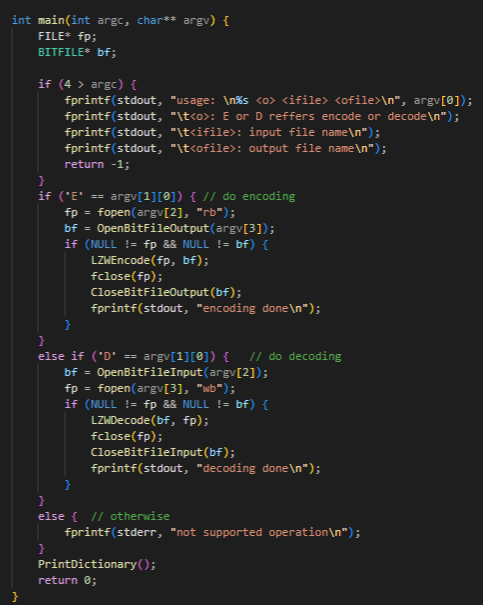 int main(int argc, char** argv) {
    FILE* fp;
    BITFILE* bf;

    if (4 > argc) {
        fprintf(stdout, "usage: \n%s <o> <ifile> <ofile>\n", argv[0]);
        fprintf(stdout, "\t<o>: E or D reffers encode or decode\n");
        fprintf(stdout, "\t<ifile>: input file name\n");
        fprintf(stdout, "\t<ofile>: output file name\n");
        return -1;
    }
    if ('E' == argv[1][0]) { // do encoding
        fp = fopen(argv[2], "rb");
        bf = OpenBitFileOutput(argv[3]);
        if (NULL != fp && NULL != bf) {
            LZWEncode(fp, bf);
            fclose(fp);
            CloseBitFileOutput(bf);
            fprintf(stdout, "encoding done\n");
        }
    }
    else if ('D' == argv[1][0]) {   // do decoding
        bf = OpenBitFileInput(argv[2]);
        fp = fopen(argv[3], "wb");
        if (NULL != fp && NULL != bf) {
            LZWDecode(bf, fp);
            fclose(fp);
            CloseBitFileInput(bf);
            fprintf(stdout, "decoding done\n");
        }
    }
    else {  // otherwise
        fprintf(stderr, "not supported operation\n");
    }
    PrintDictionary();
    return 0;
}